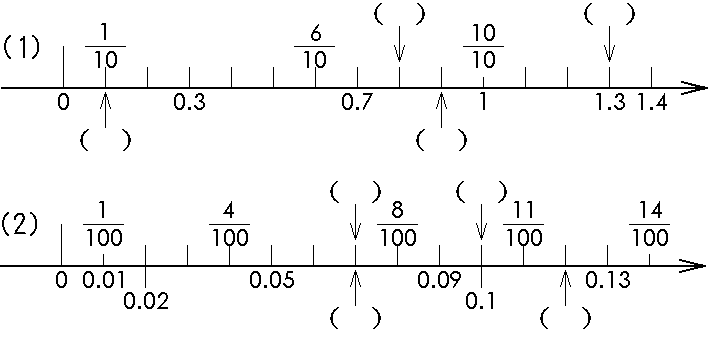 (    ) (    )
(1) 1/10 6/10 10/10
0 0.3 0.7 1 1.3 1.4
(    ) (    )
(    ) (    )
(2) 1/100 4/100 8/100 11/100 14/100
0 0.01 0.05 0.09 0.13
0.02 0.1
(    ) (    )